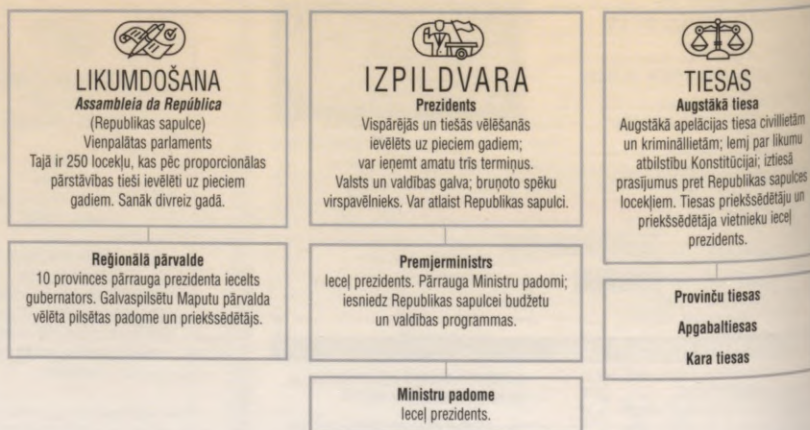 LIKUMDOŠANA
Assambleia da República
(Republikas sapulce)
Vienpalātas parlaments
Tajā ir 250 locekļu, kas pēc proporcionālas
pārstāvības tieši ievēlēti uz pieciem
gadiem. Sanāk divreiz gadā.
Reģionālā pārvalde
10 provinces pārrauga prezidenta iecelts
gubernators. Galvaspilsētu Maputu pārvalda
vēlēta pilsētas padome un priekšsēdētājs.
IZPILDVARA
Prezidents
Vispārējās un tiešās vēlēšanās
ievēlēts uz pieciem gadiem;
var ieņemt amatu trīs termiņus.
Valsts un valdības galva; bruņoto spēku
virspavēlnieks. Var atlaist Republikas sapulci.
Premjerministrs
Ieceļ prezidents. Pārrauga Ministru padomi;
iesniedz Republikas sapulcei budžetu
un valdības programmas.
Ministru padome
Ieceļ prezidents.
TIESAS
Augstākā tiesa
Augstākā apelācijas tiesa civillietām
un krimināllietām; lemj par likumu
atbilstību Konstitūcijai; iztiesā
prasījumus pret Republikas sapulces
locekļiem. Tiesas priekšsēdētāju un
priekšsēdētāja vietnieku ieceļ
prezidents.
Provinču tiesas
Apgabaltiesas
Kara tiesas